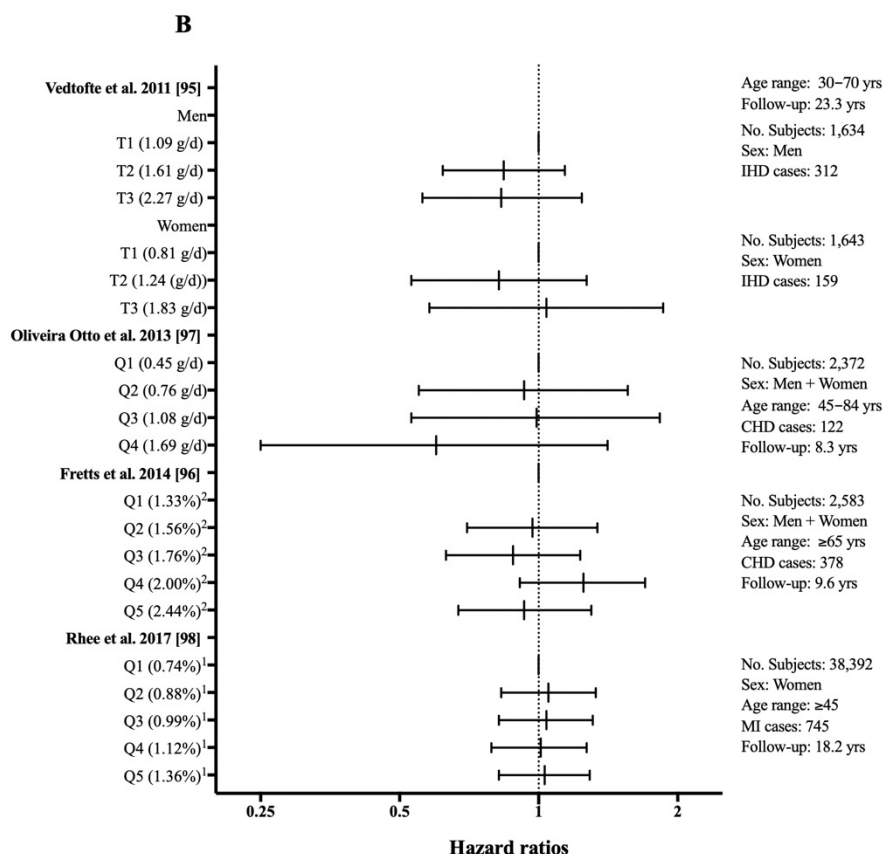 B
Vedtofte et al. 2011 [95]
Men
T1 (1.09 g/d)
T2 (1.61 g/d)
T3 (2.27 g/d)
Women
T1 (0.81 g/d)
T2 (1.24 (g/d))
T3 (1.83 g/d)
Oliveira Otto et al. 2013 [97]
Q1 (0.45 g/d)
Q2 (0.76 g/d)
Q3 (1.08 g/d)
Q4 (1.69 g/d)
Fretts et al. 2014 [96]
Q1 (1.33%)²
Q2 (1.56%)²
Q3 (1.76%)²
Q4 (2.00%)²
Q5 (2.44%)²
Rhee et al. 2017 [98]
Q1 (0.74%)¹
Q2 (0.88%)¹
Q3 (0.99%)¹
Q4 (1.12%)¹
Q5 (1.36%)¹
Age range: 30–70 yrs
Follow-up: 23.3 yrs
No. Subjects: 1,634
Sex: Men
IHD cases: 312
No. Subjects: 1,643
Sex: Women
IHD cases: 159
No. Subjects: 2,372
Sex: Men + Women
Age range: 45–84 yrs
CHD cases: 122
Follow-up: 8.3 yrs
No. Subjects: 2,583
Sex: Men + Women
Age range: ≥65 yrs
CHD cases: 378
Follow-up: 9.6 yrs
No. Subjects: 38,392
Sex: Women
Age range: ≥45
MI cases: 745
Follow-up: 18.2 yrs
0.25 0.5 1 2
Hazard ratios